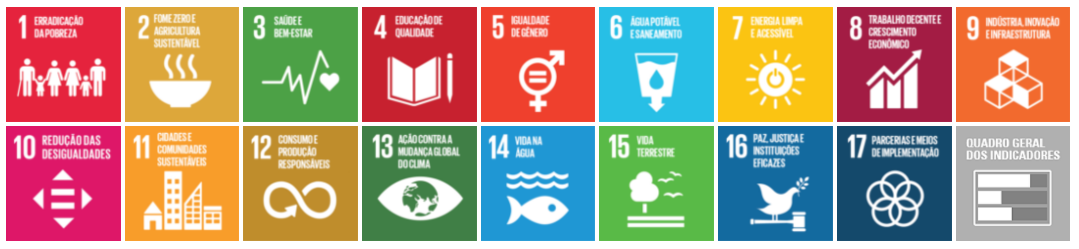 1 ERRADICAÇÃO
DA POBREZA
2 FOME ZERO E
AGRICULTURA
SUSTENTÁVEL
3 SAÚDE E
BEM-ESTAR
4 EDUCAÇÃO DE
QUALIDADE
5 IGUALDADE
DE GÊNERO
6 ÁGUA POTÁVEL
E SANEAMENTO
7 ENERGIA LIMPA
E ACESSÍVEL
8 TRABALHO DECENTE E
CRESCIMENTO
ECONÔMICO
9 INDÚSTRIA, INOVAÇÃO
E INFRAESTRUTURA
10 REDUÇÃO DAS
DESIGUALDADES
11 CIDADES E
COMUNIDADES
SUSTENTÁVEIS
12 CONSUMO E
PRODUÇÃO
RESPONSÁVEIS
13 AÇÃO CONTRA A
MUDANÇA GLOBAL
DO CLIMA
14 VIDA NA
ÁGUA
15 VIDA
TERRESTRE
16 PAZ, JUSTIÇA E
INSTITUIÇÕES
EFICAZES
17 PARCERIAS E MEIOS
DE IMPLEMENTAÇÃO
QUADRO GERAL
DOS INDICADORES